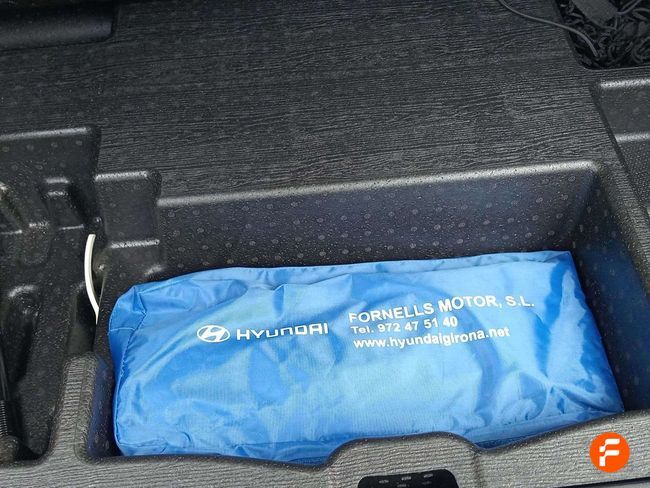 HYUNDAI
FORNELLS MOTOR, S.L.
Tel. 972 47 51 40
www.hyundaigirona.net